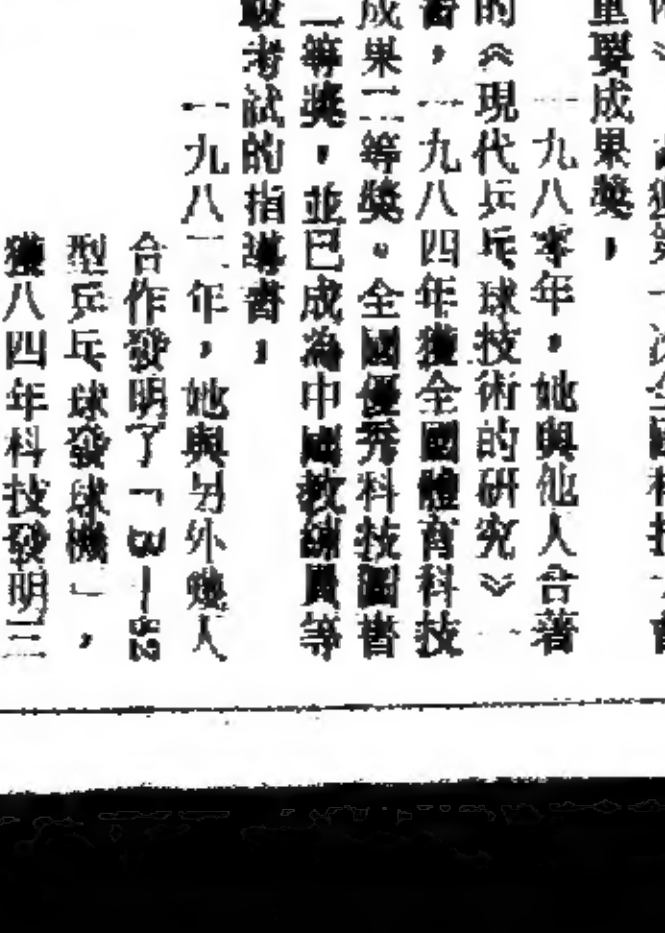 重要成果獎，
一九八零年，她與他人合著
的《現代乒乓球技術的研究》一
書，一九八四年獲全國體育科技
成果二等獎。全國優秀科技圖書
二等獎，並已成為中國教練員等
考試的指導書，
一九八二年，她與另外幾人
合作發明了「B—82
型乒乓球發球機」，
獲八四年科技發明三